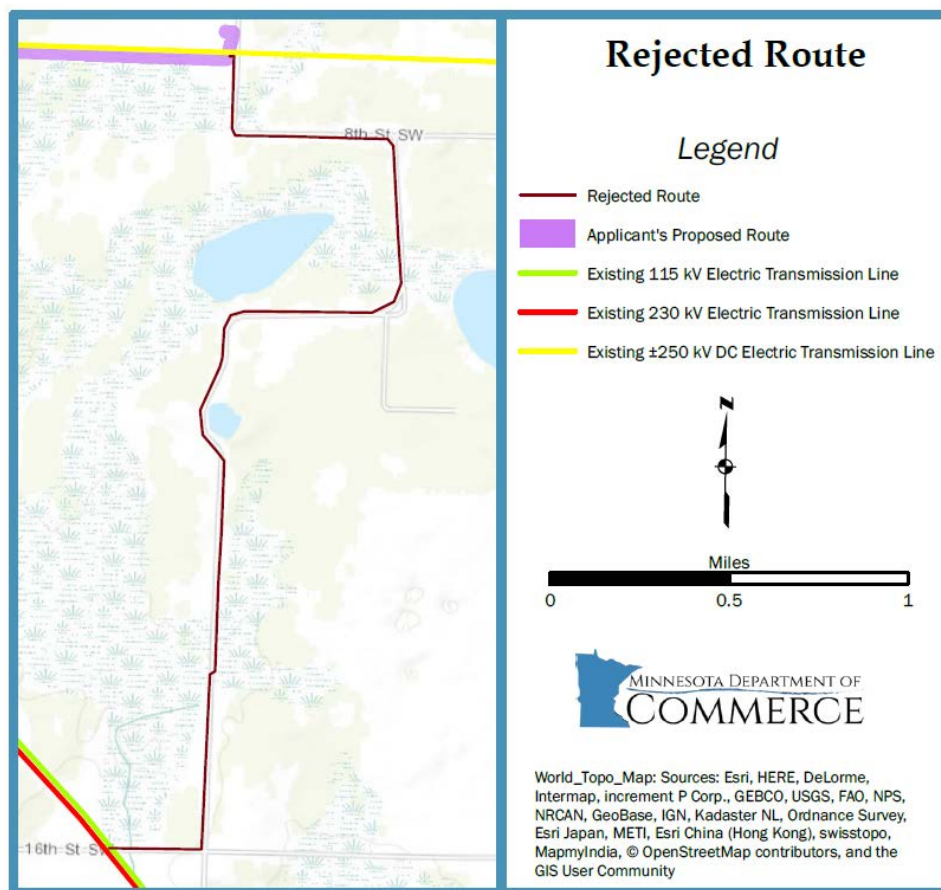 Rejected Route
Legend
Rejected Route
Applicant's Proposed Route
Existing 115 kV Electric Transmission Line
Existing 230 kV Electric Transmission Line
Existing ±250 kV DC Electric Transmission Line
N
Miles
0 0.5 1
MINNESOTA DEPARTMENT OF
COMMERCE
World_Topo_Map: Sources: Esri, HERE, DeLorme,
Intermap, increment P Corp., GEBCO, USGS, FAO, NPS,
NRCAN, GeoBase, IGN, Kadaster NL, Ordnance Survey,
Esri Japan, METI, Esri China (Hong Kong), swisstopo,
MapmyIndia, © OpenStreetMap contributors, and the
GIS User Community
8th St SW
16th St